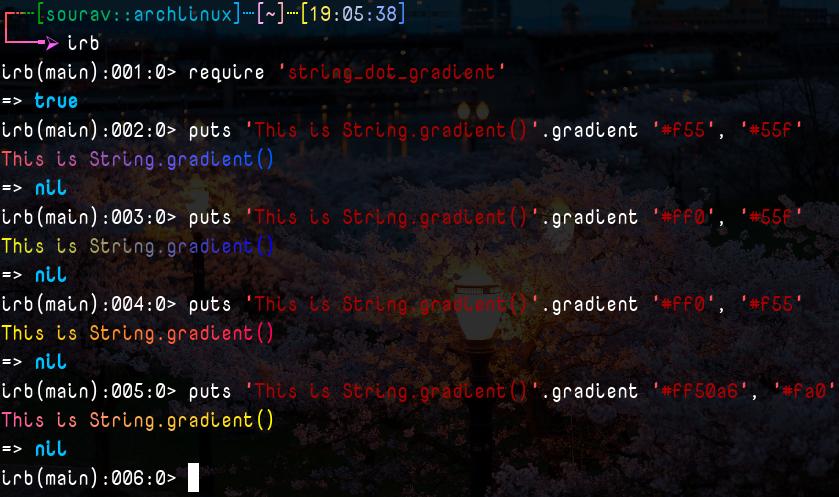 [sourav::archlinux]─[~]─[19:05:38]
irb
irb(main):001:0> require 'string_dot_gradient'
=> true
irb(main):002:0> puts 'This is String.gradient()'.gradient '#f55', '#55f'
This is String.gradient()
=> nil
irb(main):003:0> puts 'This is String.gradient()'.gradient '#ff0', '#55f'
This is String.gradient()
=> nil
irb(main):004:0> puts 'This is String.gradient()'.gradient '#ff0', '#f55'
This is String.gradient()
=> nil
irb(main):005:0> puts 'This is String.gradient()'.gradient '#ff50a6', '#fa0'
This is String.gradient()
=> nil
irb(main):006:0>